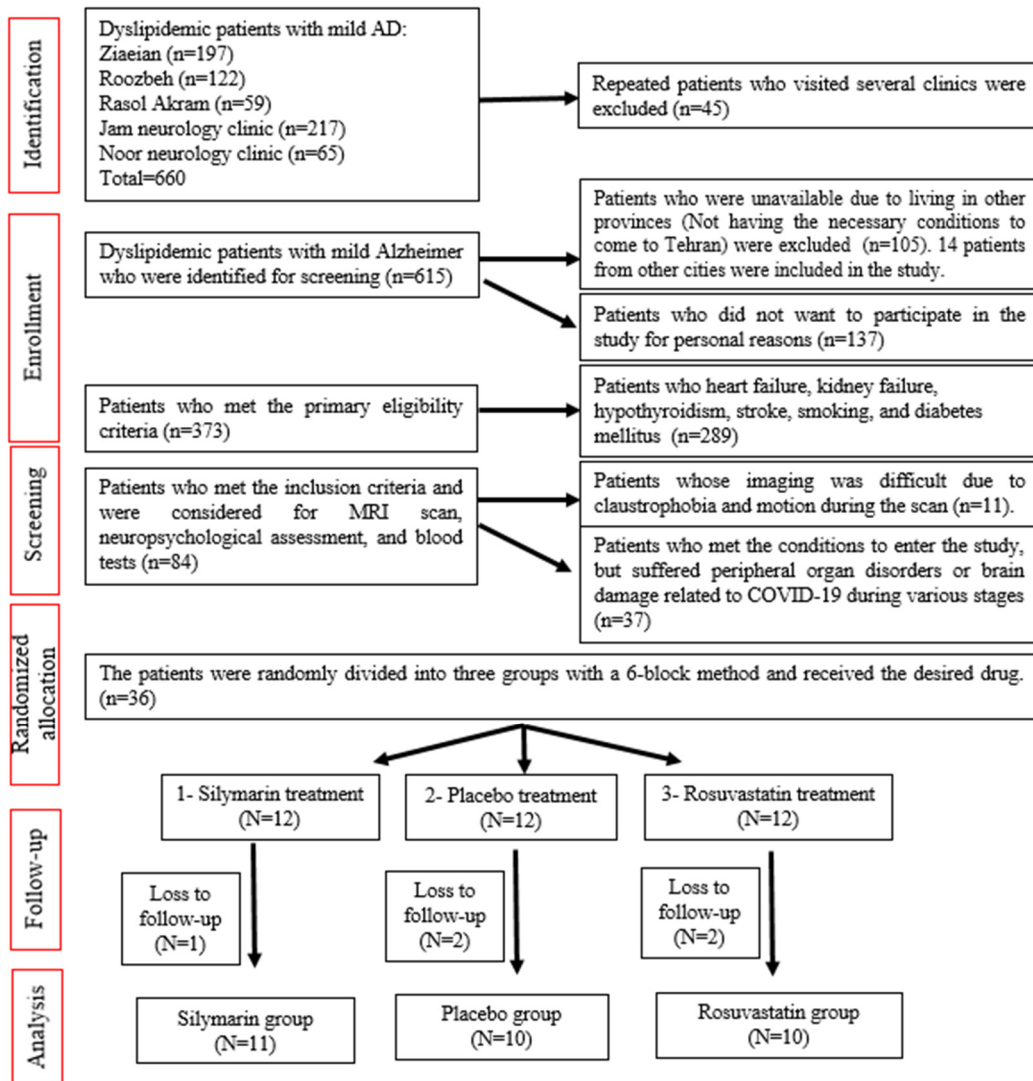 Identification
Dyslipidemic patients with mild AD:
Ziaeian (n=197)
Roozbeh (n=122)
Rasol Akram (n=59)
Jam neurology clinic (n=217)
Noor neurology clinic (n=65)
Total=660
Repeated patients who visited several clinics were
excluded (n=45)
Enrollment
Dyslipidemic patients with mild Alzheimer
who were identified for screening (n=615)
Patients who were unavailable due to living in other
provinces (Not having the necessary conditions to
come to Tehran) were excluded (n=105). 14 patients
from other cities were included in the study.
Patients who did not want to participate in the
study for personal reasons (n=137)
Patients who met the primary eligibility
criteria (n=373)
Patients who heart failure, kidney failure,
hypothyroidism, stroke, smoking, and diabetes
mellitus (n=289)
Screening
Patients who met the inclusion criteria and
were considered for MRI scan,
neuropsychological assessment, and blood
tests (n=84)
Patients whose imaging was difficult due to
claustrophobia and motion during the scan (n=11).
Patients who met the conditions to enter the study,
but suffered peripheral organ disorders or brain
damage related to COVID-19 during various stages
(n=37)
Randomized
allocation
The patients were randomly divided into three groups with a 6-block method and received the desired drug.
(n=36)
1- Silymarin treatment
(N=12)
2- Placebo treatment
(N=12)
3- Rosuvastatin treatment
(N=12)
Follow-up
Loss to
follow-up
(N=1)
Loss to
follow-up
(N=2)
Loss to
follow-up
(N=2)
Analysis
Silymarin group
(N=11)
Placebo group
(N=10)
Rosuvastatin group
(N=10)